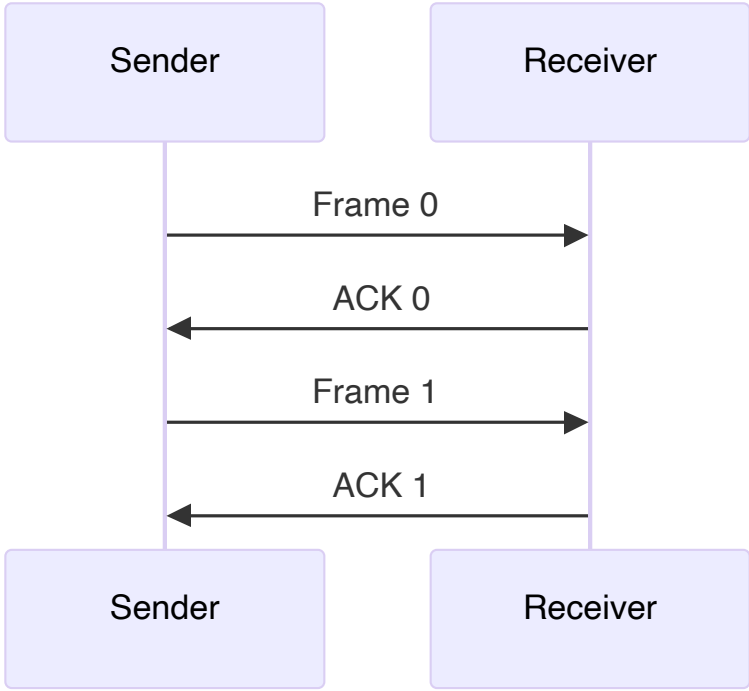 Sender
Receiver
Frame 0
ACK 0
Frame 1
ACK 1
Sender
Receiver